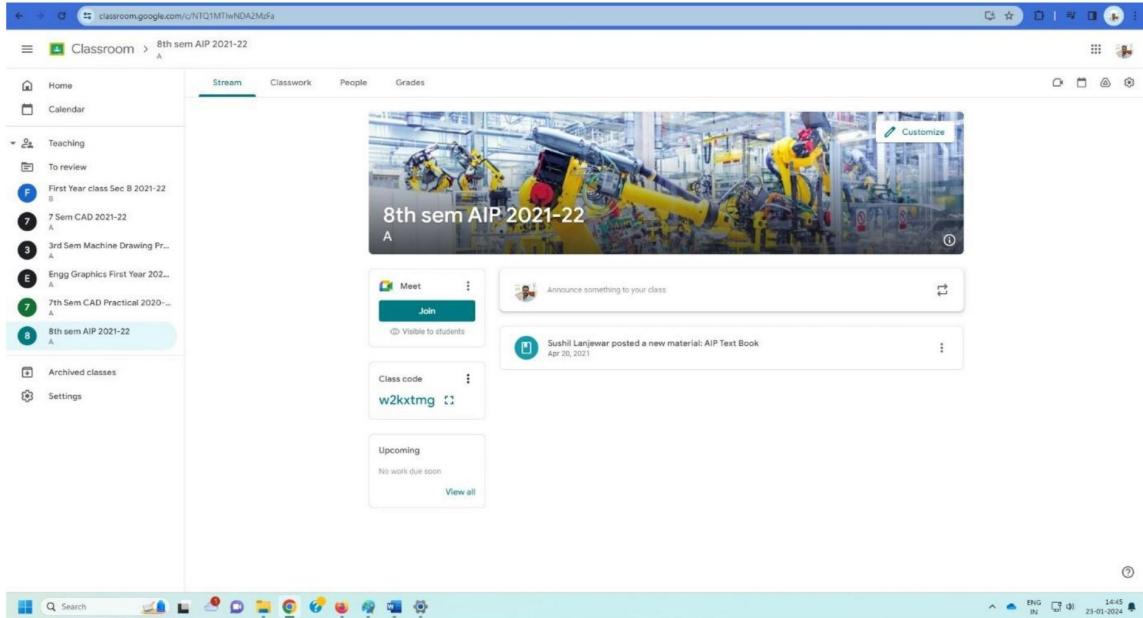 classroom.google.com/c/NTQ1MTIwNDA2MzFa
Classroom > 8th sem AIP 2021-22
A
Home
Calendar
Teaching
To review
F First Year class Sec B 2021-22
B
7 7 Sem CAD 2021-22
A
3 3rd Sem Machine Drawing Pr...
A
E Engg Graphics First Year 202...
A
7 7th Sem CAD Practical 2020-...
A
8 8th sem AIP 2021-22
A
Archived classes
Settings
Stream Classwork People Grades
Customize
8th sem AIP 2021-22
A
Meet
Join
Visible to students
Class code
w2kxtmg
Upcoming
No work due soon
View all
Announce something to your class
Sushil Lanjewar posted a new material: AIP Text Book
Apr 20, 2021
Search
ENG
IN
14:45
23-01-2024